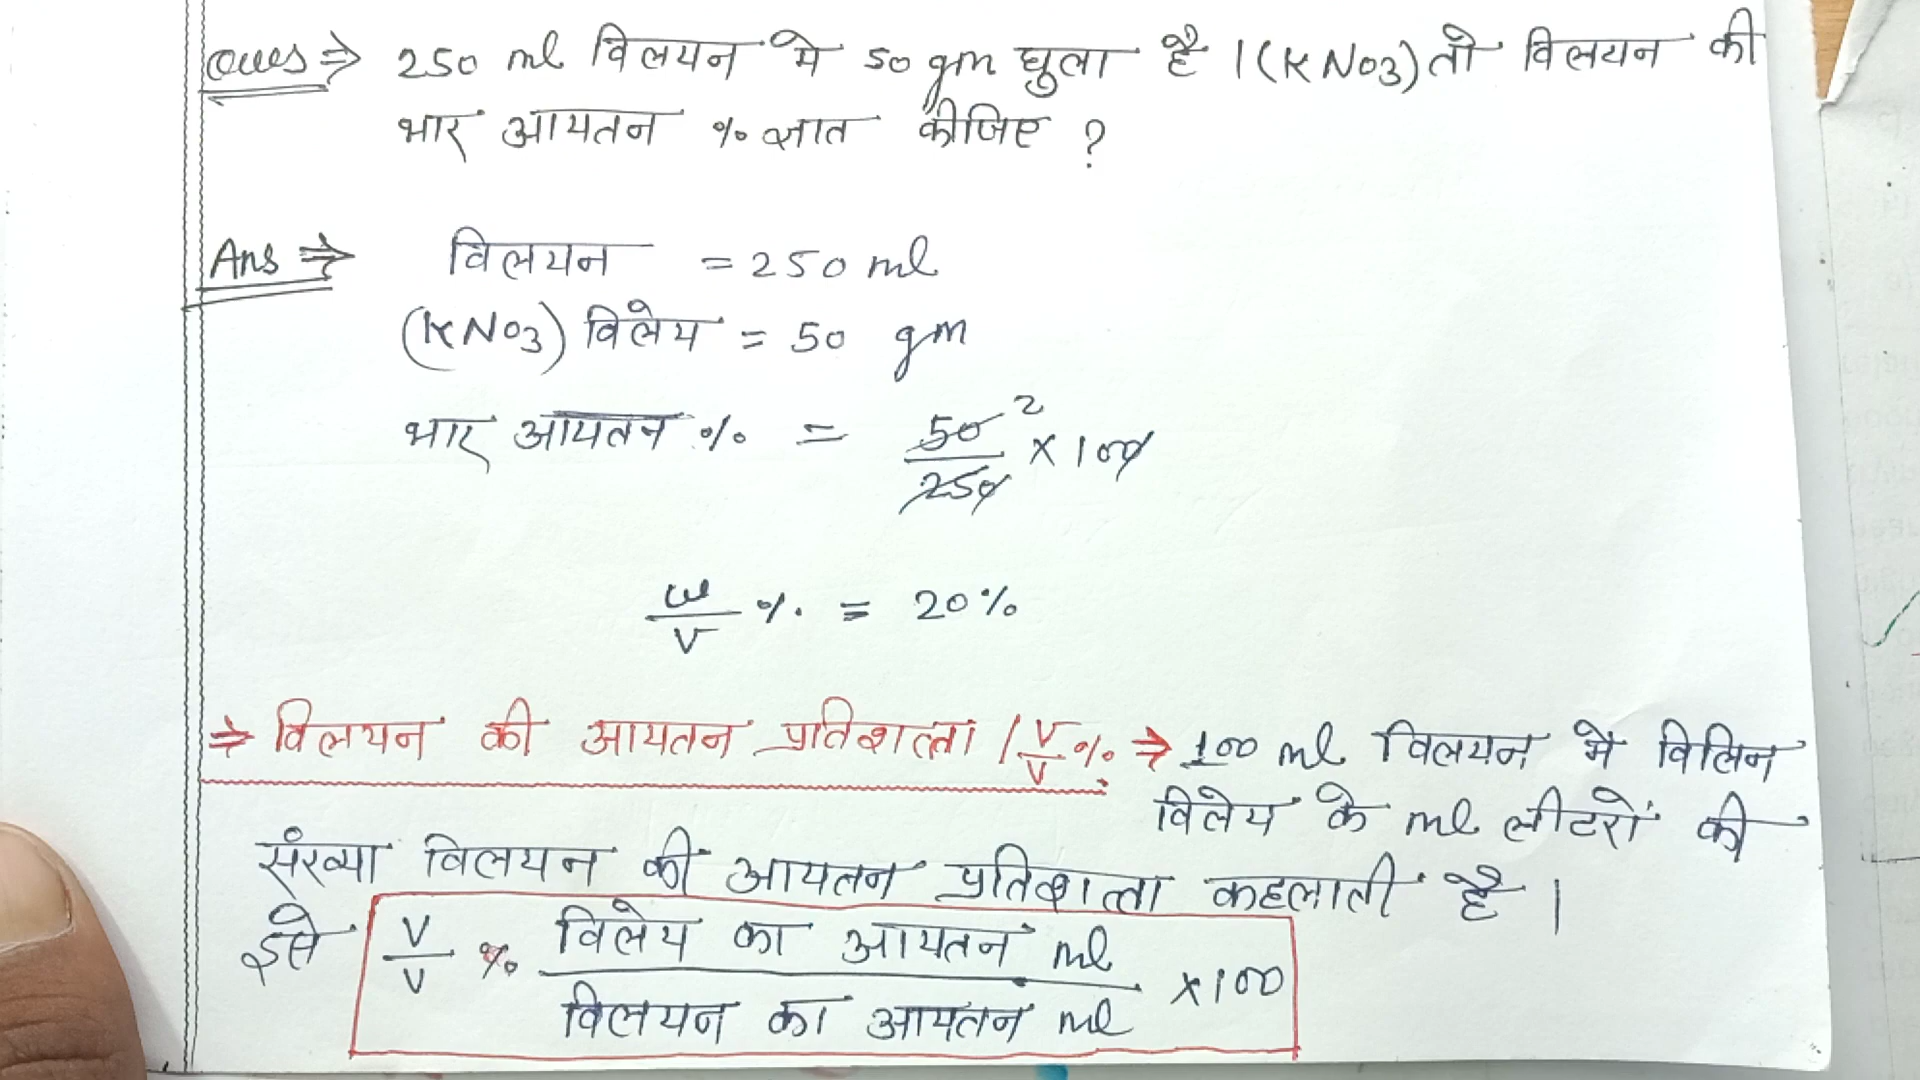 Ques ⇒ 250 ml विलयन मे 50 gm घुला है । (KNO3) तो विलयन की
भार आयतन % ज्ञात कीजिए ?
Ans ⇒ विलयन = 250 ml
(KNO3) विलेय = 50 gm
भार आयतन % = 50/250 × 100 2
w/v % = 20%
⇒ विलयन की आयतन प्रतिशतता / V/V % ⇒ 100 ml विलयन मे विलिन
विलेय के ml लीटरों की
संख्या विलयन की आयतन प्रतिशतता कहलाती है ।
इसे V/V % विलेय का आयतन ml / विलयन का आयतन ml × 100